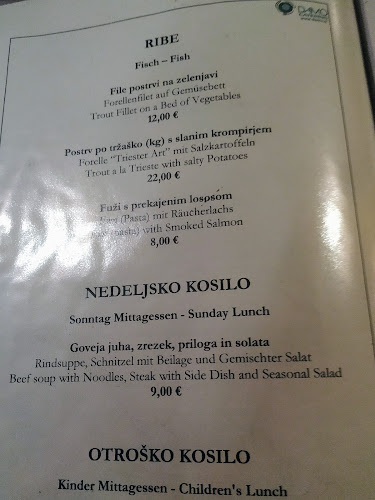 RIBE
Fisch – Fish
File postrvi na zelenjavi
Forellenfilet auf Gemüsebett
Trout Fillet on a Bed of Vegetables
12,00 €
Postrv po tržaško (kg) s slanim krompirjem
Forelle "Triester Art" mit Salzkartoffeln
Trout a la Trieste with salty Potatoes
22,00 €
Fuži s prekajenim lososom
(Pasta) mit Räucherlachs
(pasta) with Smoked Salmon
8,00 €
NEDELJSKO KOSILO
Sonntag Mittagessen - Sunday Lunch
Goveja juha, zrezek, priloga in solata
Rindsuppe, Schnitzel mit Beilage und Gemischter Salat
Beef soup with Noodles, Steak with Side Dish and Seasonal Salad
9,00 €
OTROŠKO KOSILO
Kinder Mittagessen - Children's Lunch